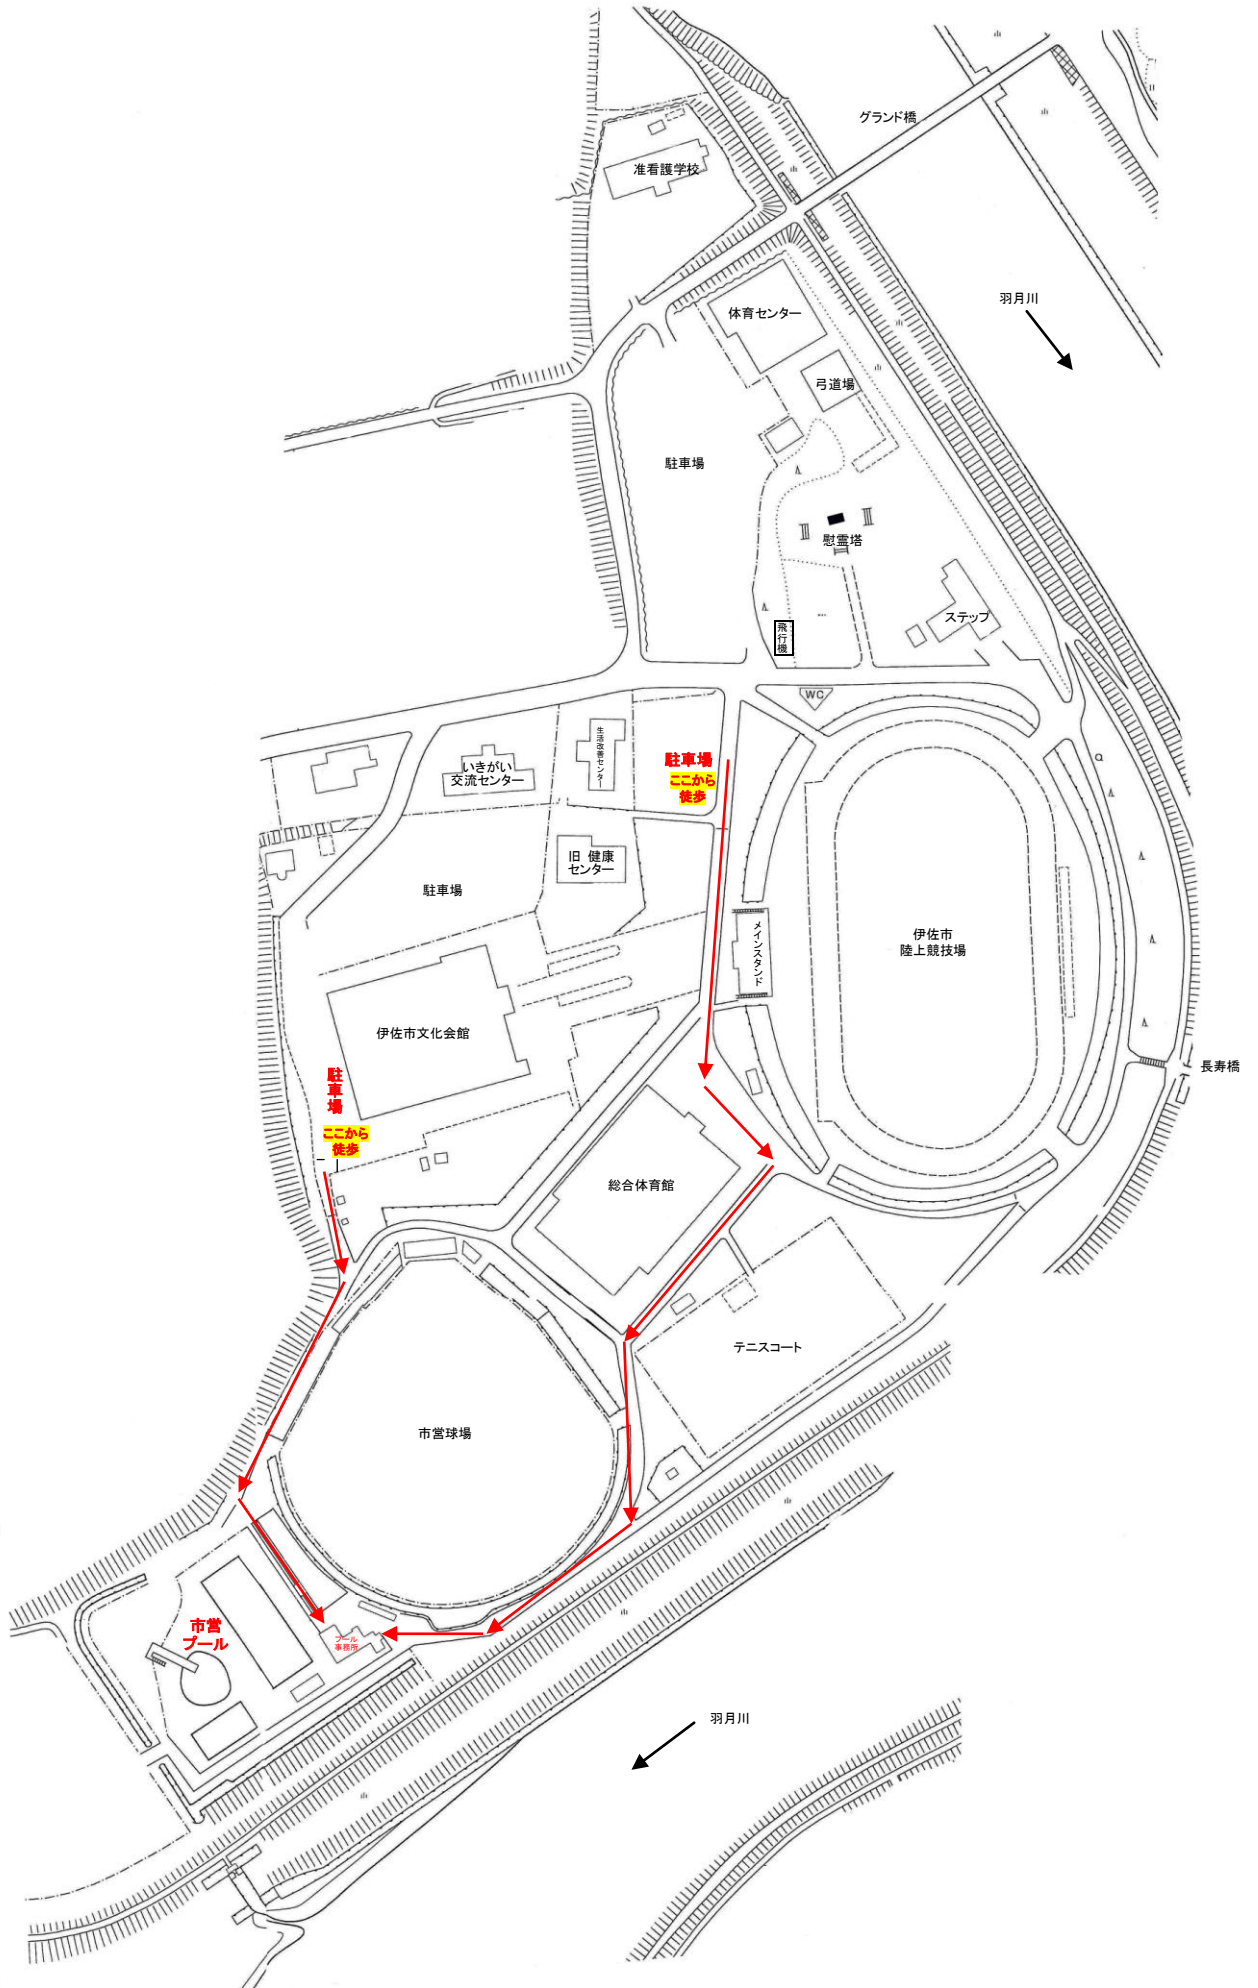 グランド橋
准看護学校
羽月川
体育センター
弓道場
駐車場
慰霊塔
ステップ
飛行機
WC
生活改善センター
いきがい
交流センター
駐車場
ここから
徒歩
旧 健康
センター
駐車場
メインスタンド
伊佐市
陸上競技場
伊佐市文化会館
長寿橋
駐車場
ここから
徒歩
総合体育館
テニスコート
市営球場
市営
プール
プール
事務所
羽月川